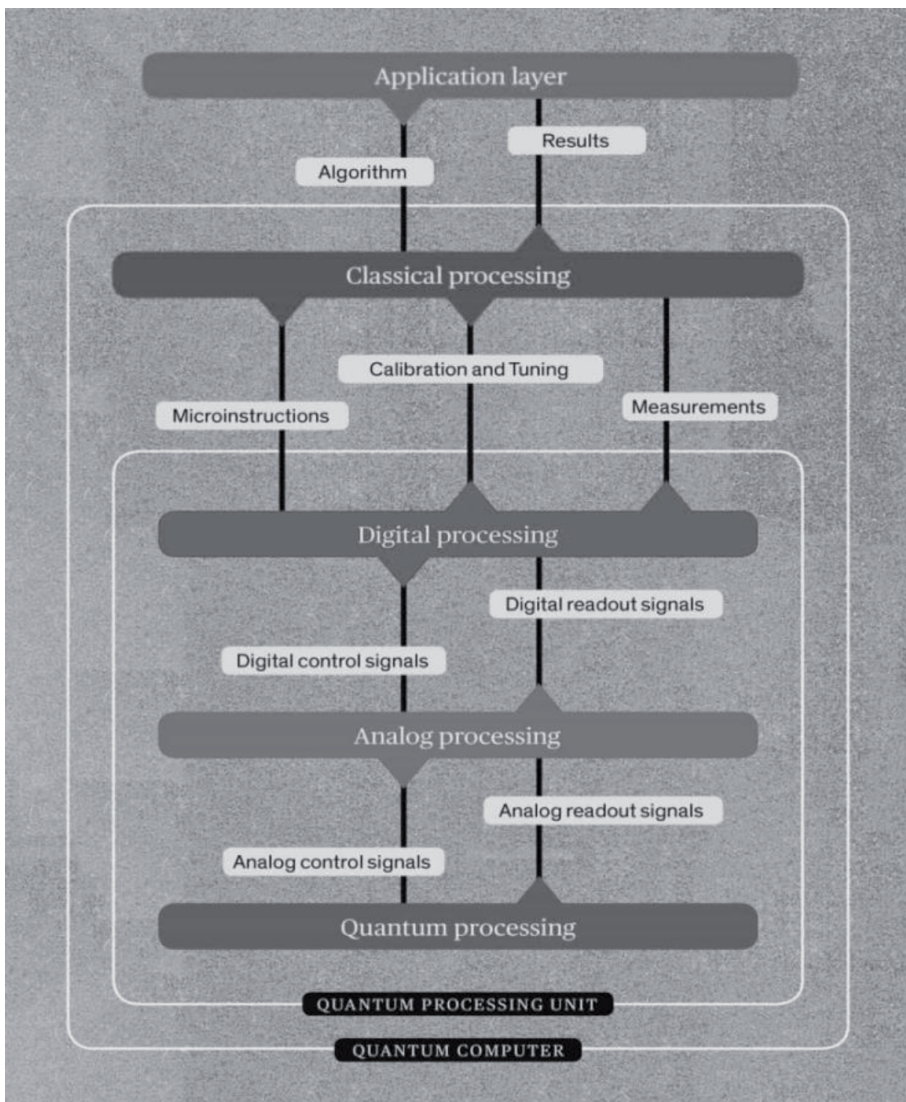 Application layer
Results
Algorithm
Classical processing
Calibration and Tuning
Microinstructions
Measurements
Digital processing
Digital readout signals
Digital control signals
Analog processing
Analog readout signals
Analog control signals
Quantum processing
QUANTUM PROCESSING UNIT
QUANTUM COMPUTER